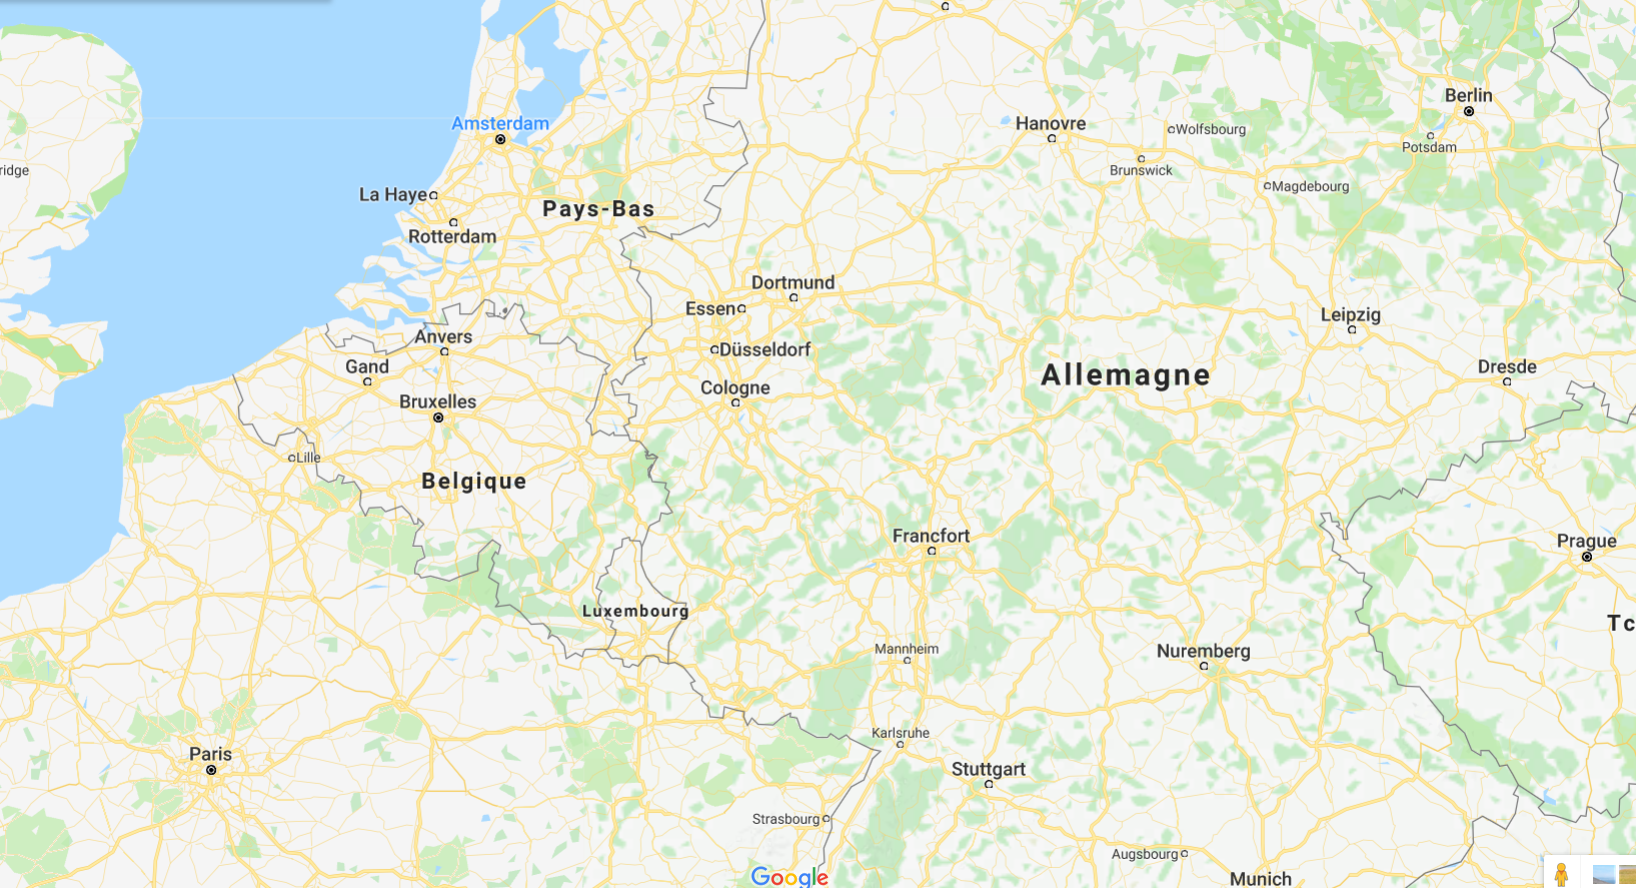 Berlin
Hanovre
Amsterdam
Wolfsbourg
Potsdam
Brunswick
ridge
Magdebourg
La Haye
Pays-Bas
Rotterdam
Dortmund
Essen
Leipzig
Anvers
Düsseldorf
Gand
Allemagne
Dresde
Cologne
Bruxelles
Lille
Belgique
Francfort
Prague
Luxembourg
Tc
Mannheim
Nuremberg
Karlsruhe
Paris
Stuttgart
Strasbourg
Augsbourg
Google
Munich